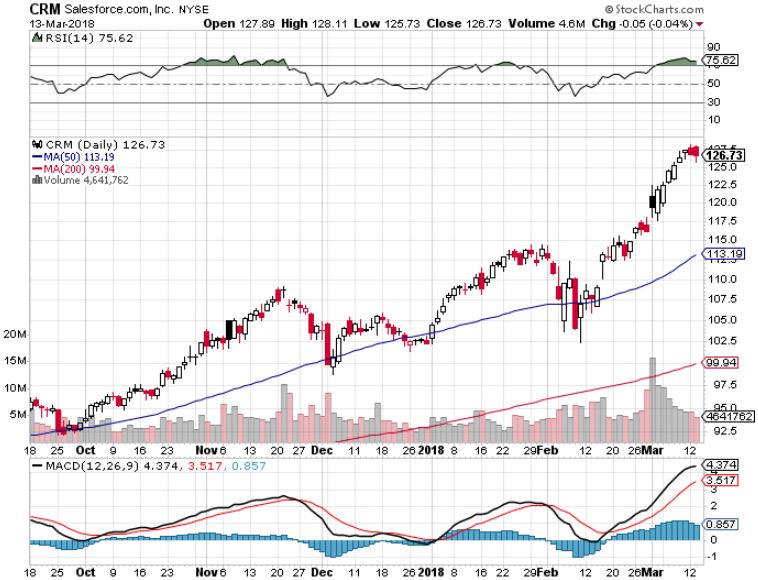 CRM Salesforce.com, Inc. NYSE © StockCharts.com
13-Mar-2018 Open 127.89 High 128.11 Low 125.73 Close 126.73 Volume 4.6M Chg -0.05 (-0.04%)
RSI(14) 75.62
90
75.62
50
30
10
CRM (Daily) 126.73
MA(50) 113.19
MA(200) 99.94
Volume 4,641,762
126.73
125.0
122.5
120.0
117.5
115.0
113.19
110.0
107.5
105.0
20M 102.5
15M 99.94
10M 97.5
5M 95.0
4641762
92.5
18 25 Oct 9 16 23 Nov 6 13 20 27 Dec 11 18 26 2018 8 16 22 29 Feb 12 20 26 Mar 12
MACD(12,26,9) 4.374, 3.517, 0.857
4.374
3.517
2
1
0.857
0
-1
18 25 Oct 9 16 23 Nov 6 13 20 27 Dec 11 18 26 2018 8 16 22 29 Feb 12 20 26 Mar 12